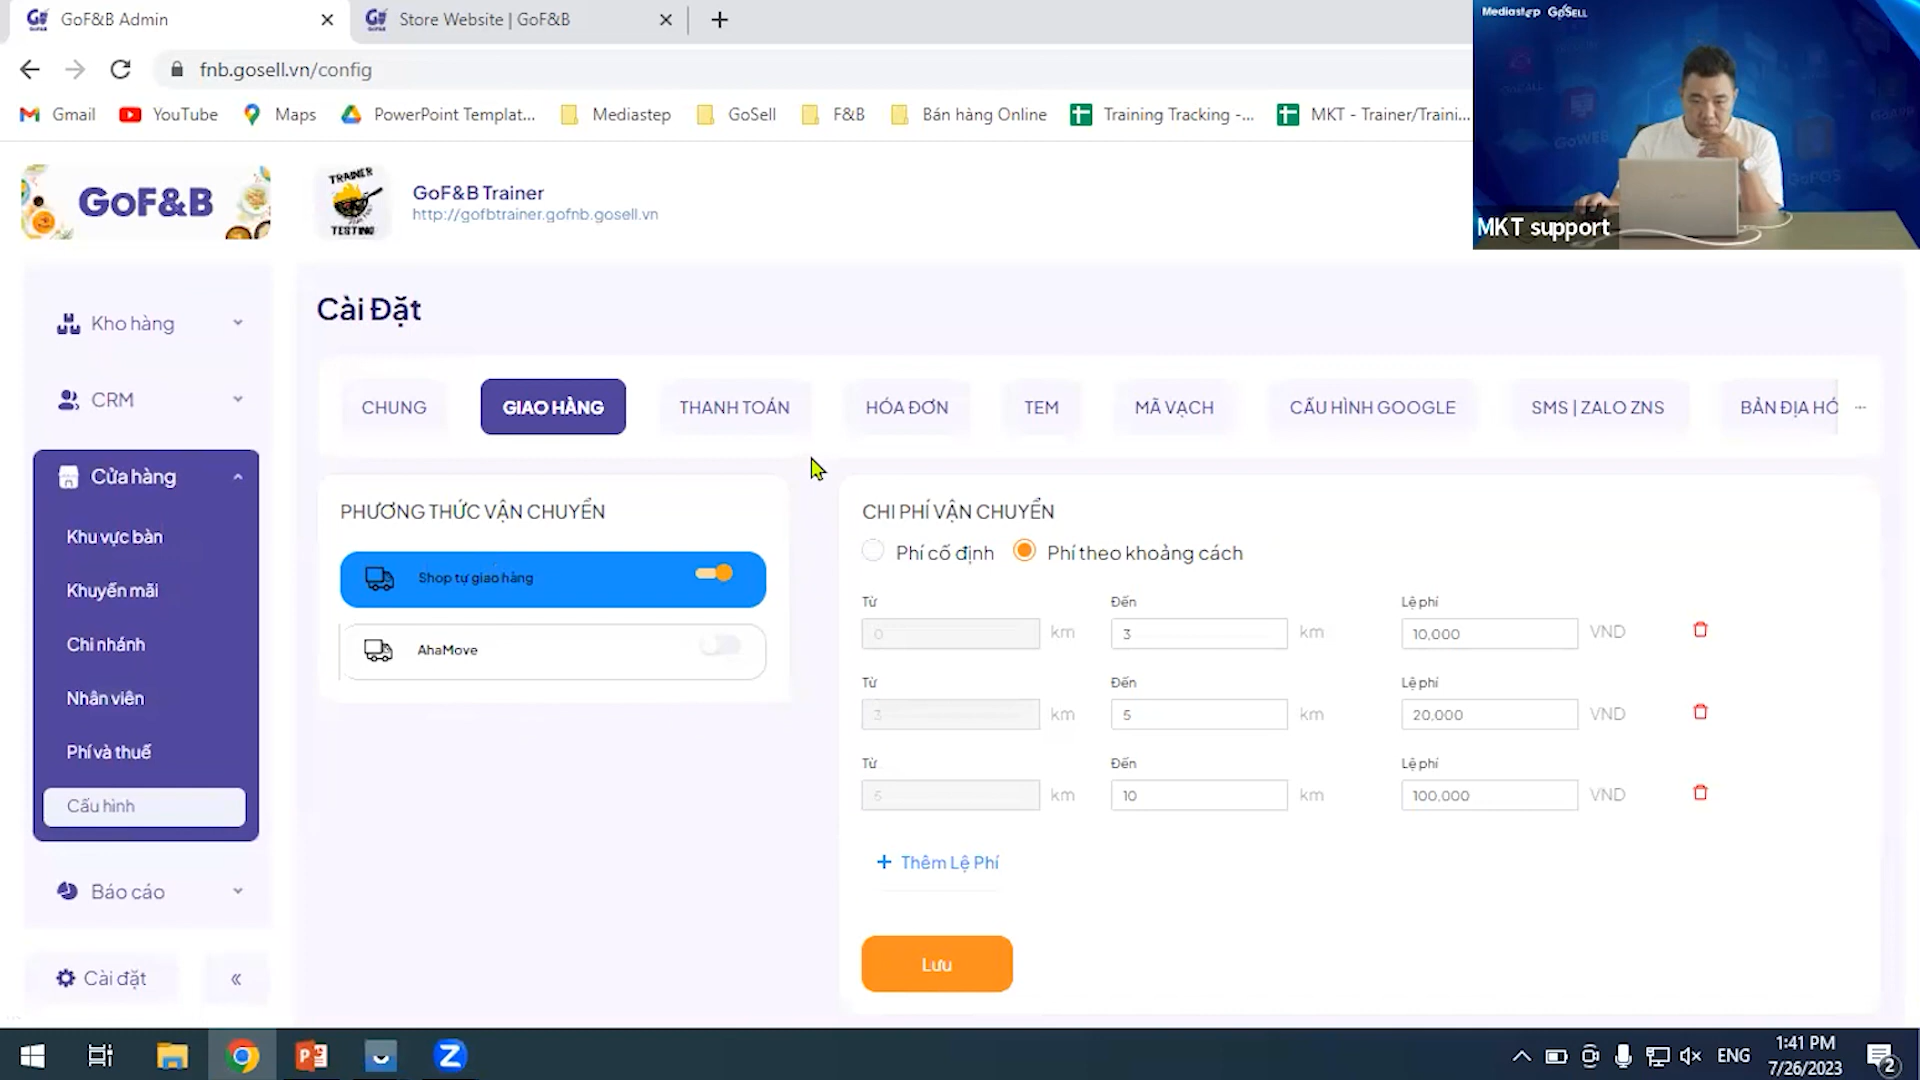 GoF&B Admin
Store Website | GoF&B
fnb.gosell.vn/config
Gmail
YouTube
Maps
PowerPoint Templat...
Mediastep
GoSell
F&B
Bán hàng Online
Training Tracking -...
MKT - Trainer/Traini...
Mediastep GoSELL
MKT support
GoF&B
TRAINER
TESTING
GoF&B Trainer
http://gofbtrainer.gofnb.gosell.vn
Kho hàng
CRM
Cửa hàng
Khu vực bàn
Khuyến mãi
Chi nhánh
Nhân viên
Phí và thuế
Cấu hình
Báo cáo
Cài đặt
Cài Đặt
CHUNG
GIAO HÀNG
THANH TOÁN
HÓA ĐƠN
TEM
MÃ VẠCH
CẤU HÌNH GOOGLE
SMS | ZALO ZNS
BẢN ĐỊA HÓ
...
PHƯƠNG THỨC VẬN CHUYỂN
Shop tự giao hàng
AhaMove
CHI PHÍ VẬN CHUYỂN
Phí cố định
Phí theo khoảng cách
Từ Đến Lệ phí
0 km 3 km 10,000 VND
Từ Đến Lệ phí
3 km 5 km 20,000 VND
Từ Đến Lệ phí
5 km 10 km 100,000 VND
+ Thêm Lệ Phí
Lưu
ENG
1:41 PM
7/26/2023
2